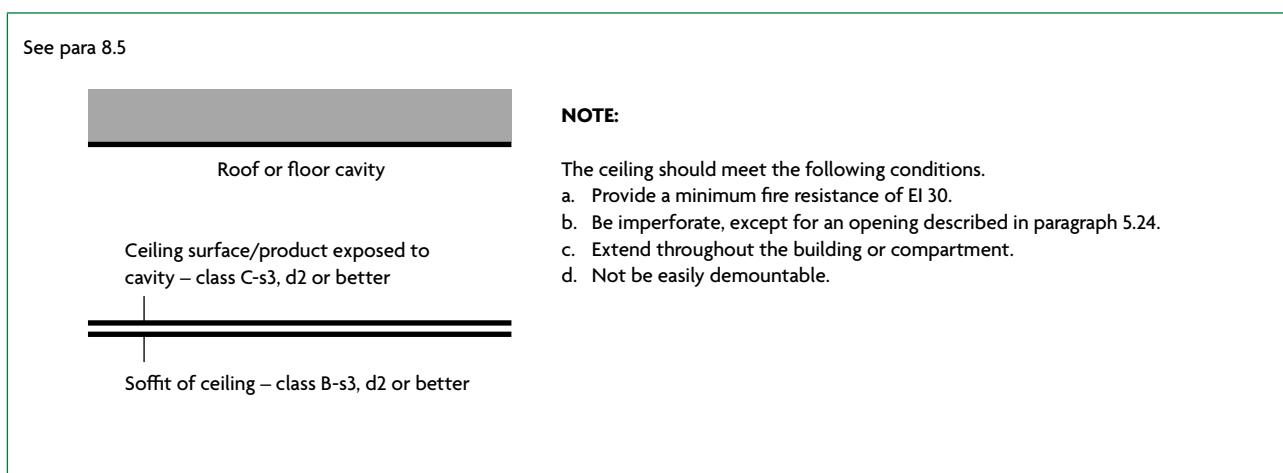 See para 8.5
Roof or floor cavity
Ceiling surface/product exposed to
cavity – class C-s3, d2 or better
Soffit of ceiling – class B-s3, d2 or better
NOTE:
The ceiling should meet the following conditions.
a. Provide a minimum fire resistance of EI 30.
b. Be imperforate, except for an opening described in paragraph 5.24.
c. Extend throughout the building or compartment.
d. Not be easily demountable.